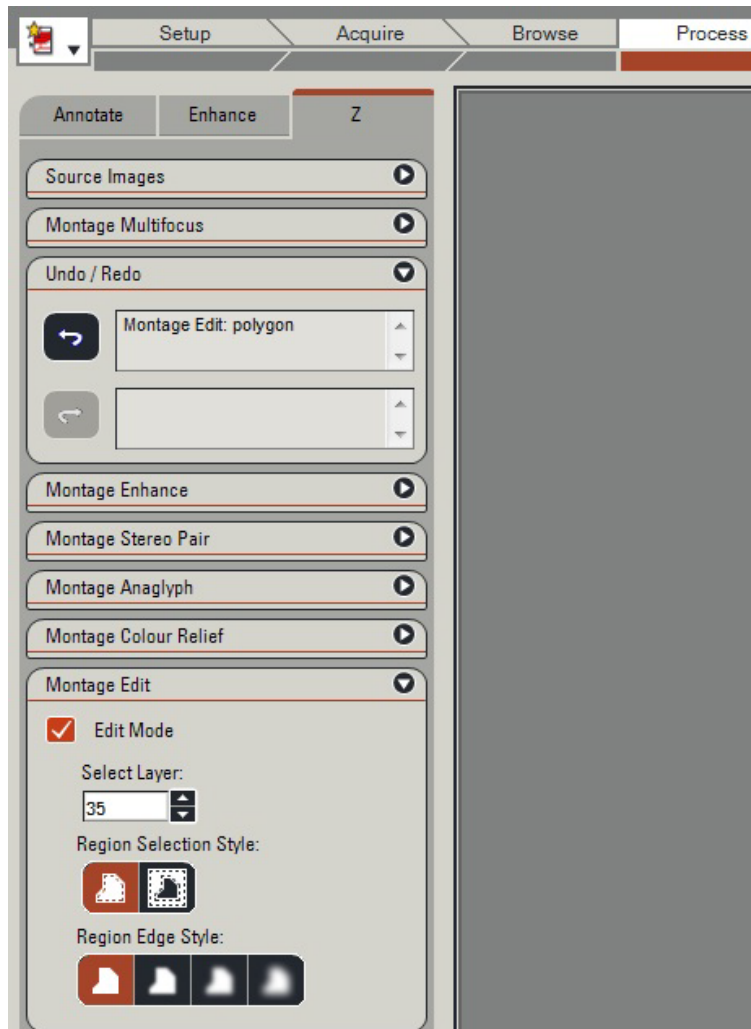 Setup
Acquire
Browse
Process
Annotate
Enhance
Z
Source Images
Montage Multifocus
Undo / Redo
Montage Edit: polygon
Montage Enhance
Montage Stereo Pair
Montage Anaglyph
Montage Colour Relief
Montage Edit
Edit Mode
Select Layer:
35
Region Selection Style:
Region Edge Style: